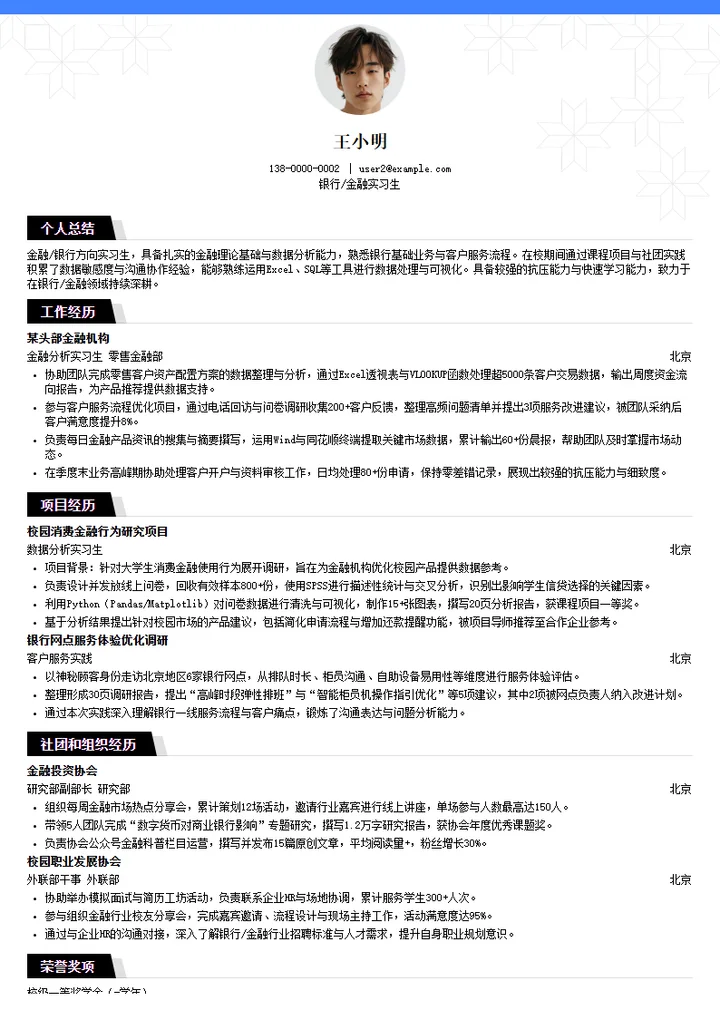 王小明
138-0000-0002 | user2@example.com
银行/金融实习生
个人总结
金融/银行方向实习生，具备扎实的金融理论基础与数据分析能力，熟悉银行基础业务与客户服务流程。在校期间通过课程项目与社团实践
积累了数据敏感度与沟通协作经验，能够熟练运用Excel、SQL等工具进行数据处理与可视化。具备较强的抗压能力与快速学习能力，致力于
在银行/金融领域持续深耕。
工作经历
某头部金融机构
金融分析实习生 零售金融部 北京
• 协助团队完成零售客户资产配置方案的数据整理与分析，通过Excel透视表与VLOOKUP函数处理超5000条客户交易数据，输出周度资金流
向报告，为产品推荐提供数据支持。
• 参与客户服务流程优化项目，通过电话回访与问卷调研收集200+客户反馈，整理高频问题清单并提出3项服务改进建议，被团队采纳后
客户满意度提升8%。
• 负责每日金融产品资讯的搜集与摘要撰写，运用Wind与同花顺终端提取关键市场数据，累计输出60+份晨报，帮助团队及时掌握市场动
态。
• 在季度末业务高峰期协助处理客户开户与资料审核工作，日均处理80+份申请，保持零差错记录，展现出较强的抗压能力与细致度。
项目经历
校园消费金融行为研究项目
数据分析实习生 北京
• 项目背景：针对大学生消费金融使用行为展开调研，旨在为金融机构优化校园产品提供数据参考。
• 负责设计并发放线上问卷，回收有效样本800+份，使用SPSS进行描述性统计与交叉分析，识别出影响学生信贷选择的关键因素。
• 利用Python（Pandas/Matplotlib）对问卷数据进行清洗与可视化，制作15+张图表，撰写20页分析报告，获课程项目一等奖。
• 基于分析结果提出针对校园市场的产品建议，包括简化申请流程与增加还款提醒功能，被项目导师推荐至合作企业参考。
银行网点服务体验优化调研
客户服务实践 北京
• 以神秘顾客身份走访北京地区6家银行网点，从排队时长、柜员沟通、自助设备易用性等维度进行服务体验评估。
• 整理形成30页调研报告，提出“高峰时段弹性排班”与“智能柜员机操作指引优化”等5项建议，其中2项被网点负责人纳入改进计划。
• 通过本次实践深入理解银行一线服务流程与客户痛点，锻炼了沟通表达与问题分析能力。
社团和组织经历
金融投资协会
研究部副部长 研究部 北京
• 组织每周金融市场热点分享会，累计策划12场活动，邀请行业嘉宾进行线上讲座，单场参与人数最高达150人。
• 带领5人团队完成“数字货币对商业银行影响”专题研究，撰写1.2万字研究报告，获协会年度优秀课题奖。
• 负责协会公众号金融科普栏目运营，撰写并发布15篇原创文章，平均阅读量+，粉丝增长30%。
校园职业发展协会
外联部干事 外联部 北京
• 协助举办模拟面试与简历工坊活动，负责联系企业HR与场地协调，累计服务学生300+人次。
• 参与组织金融行业校友分享会，完成嘉宾邀请、流程设计与现场主持工作，活动满意度达95%。
• 通过与企业HR的沟通对接，深入了解银行/金融行业招聘标准与人才需求，提升自身职业规划意识。
荣誉奖项
校级一等奖学金（-学年）